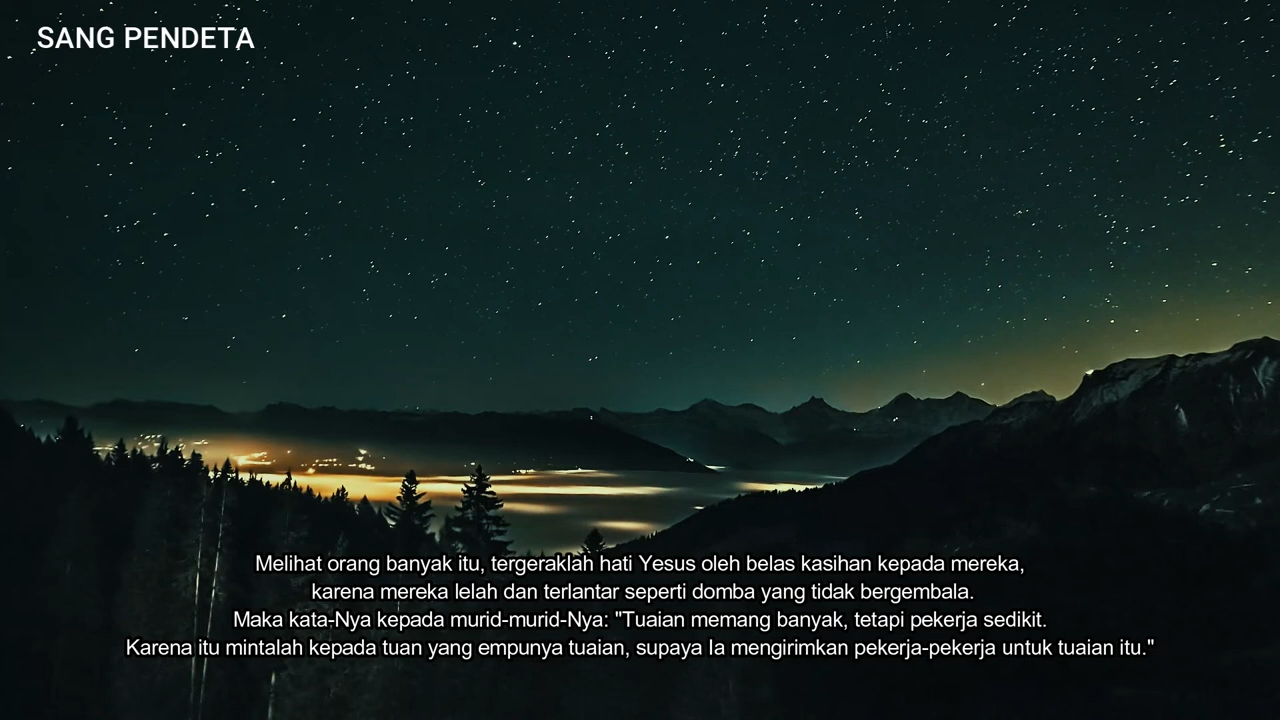 SANG PENDETA
Melihat orang banyak itu, tergeraklah hati Yesus oleh belas kasihan kepada mereka,
karena mereka lelah dan terlantar seperti domba yang tidak bergembala.
Maka kata-Nya kepada murid-murid-Nya: "Tuaian memang banyak, tetapi pekerja sedikit.
Karena itu mintalah kepada tuan yang empunya tuaian, supaya Ia mengirimkan pekerja-pekerja untuk tuaian itu."